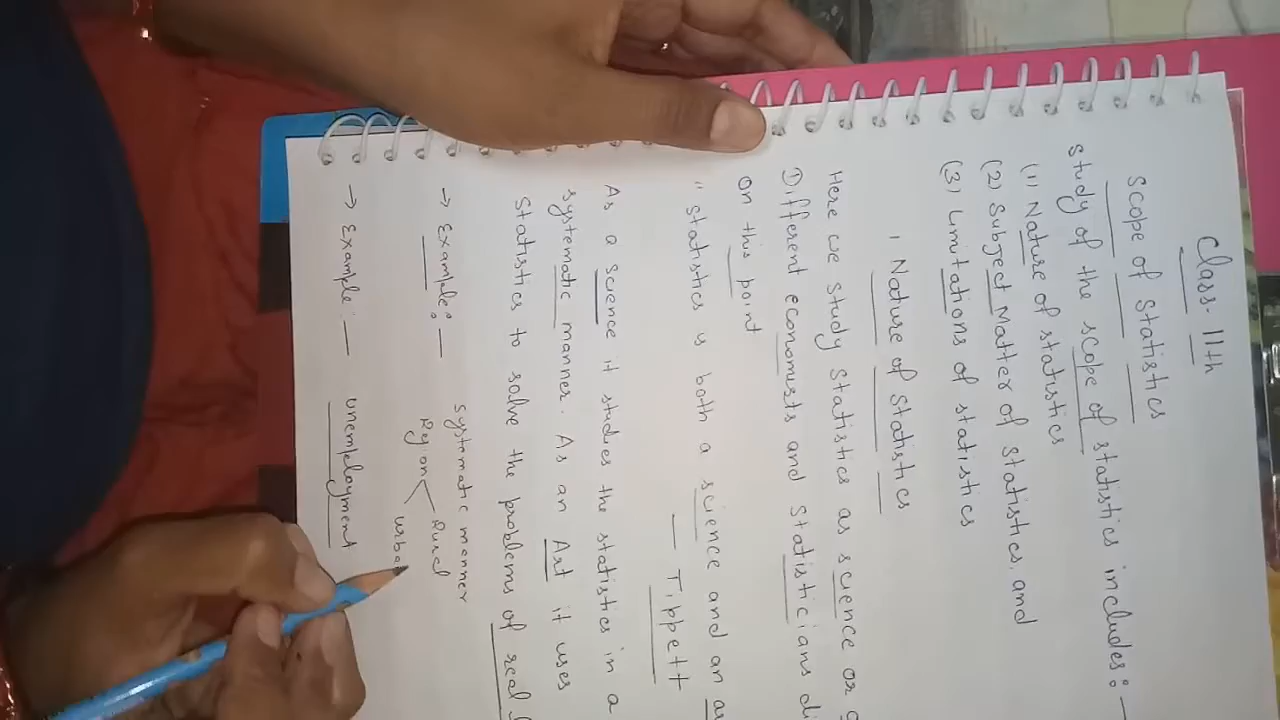 Class- 11th
Scope of Statistics
Study of the scope of statistics includes:—
(1) Nature of statistics
(2) Subject Matter of Statistics, and
(3) Limitations of statistics
1 Nature of Statistics
Here we study Statistics as science or
Different economists and Statisticians di
on this point
"Statistics is both a science and an ar
— Tippett
As a Science it studies the statistics in a
systematic manner. As an Art it uses
Statistics to solve the problems of real
→ Example:—
Systematic manner
Region
Rural
urba
→ Example:— unemployment